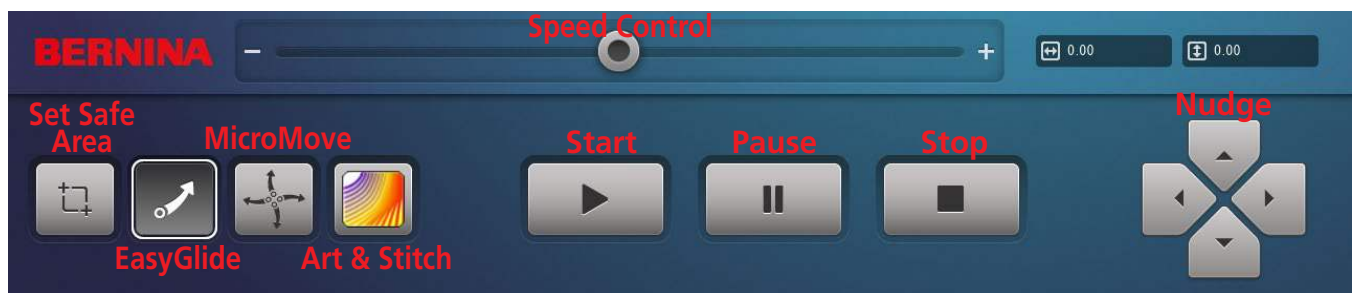 Speed Control
BERNINA
-
+
0.00
0.00
Set Safe
Area
MicroMove
Start
Pause
Stop
Nudge
EasyGlide
Art & Stitch